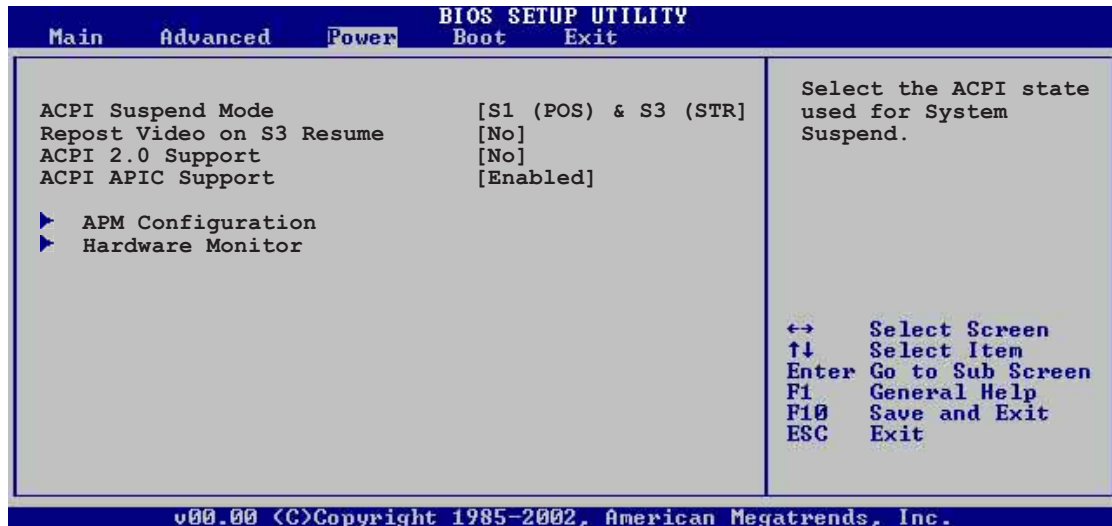 BIOS SETUP UTILITY
Main Advanced Power Boot Exit
ACPI Suspend Mode [S1 (POS) & S3 (STR]
Repost Video on S3 Resume [No]
ACPI 2.0 Support [No]
ACPI APIC Support [Enabled]
APM Configuration
Hardware Monitor
Select the ACPI state
used for System
Suspend.
←→ Select Screen
↑↓ Select Item
Enter Go to Sub Screen
F1 General Help
F10 Save and Exit
ESC Exit
v00.00 (C)Copyright 1985-2002, American Megatrends, Inc.